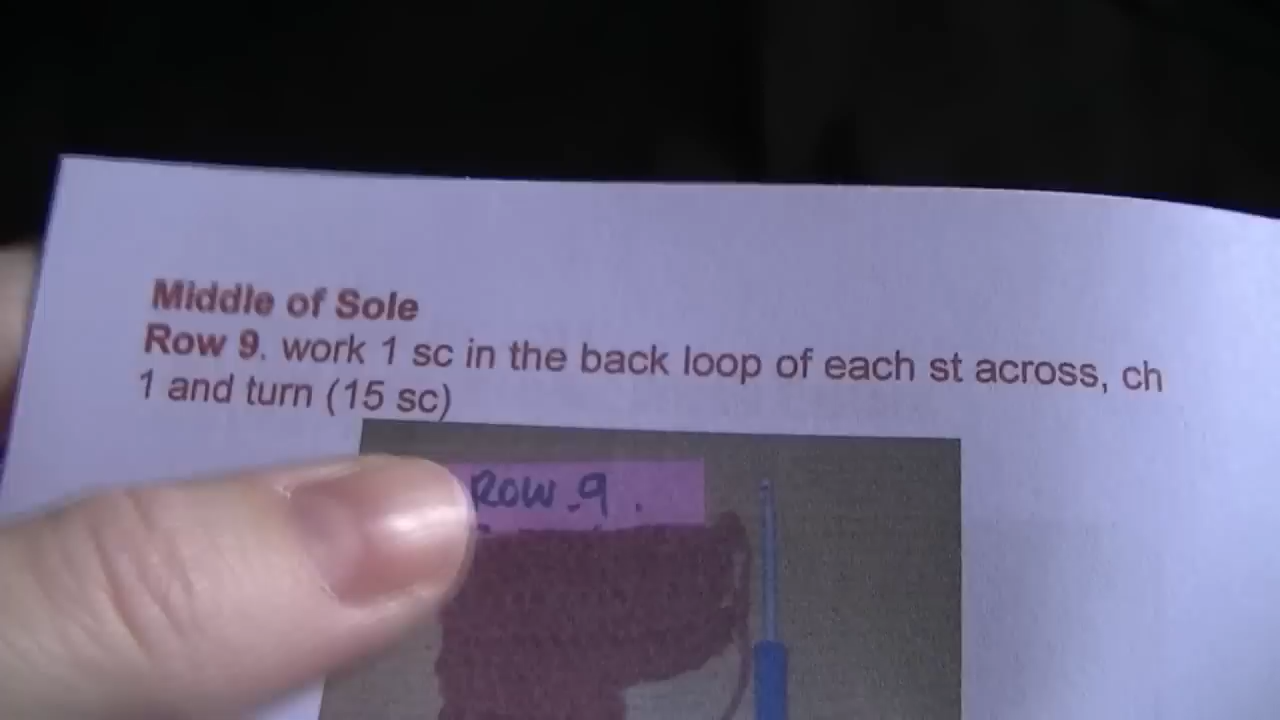 Middle of Sole
Row 9. work 1 sc in the back loop of each st across, ch
1 and turn (15 sc)
Row 9.